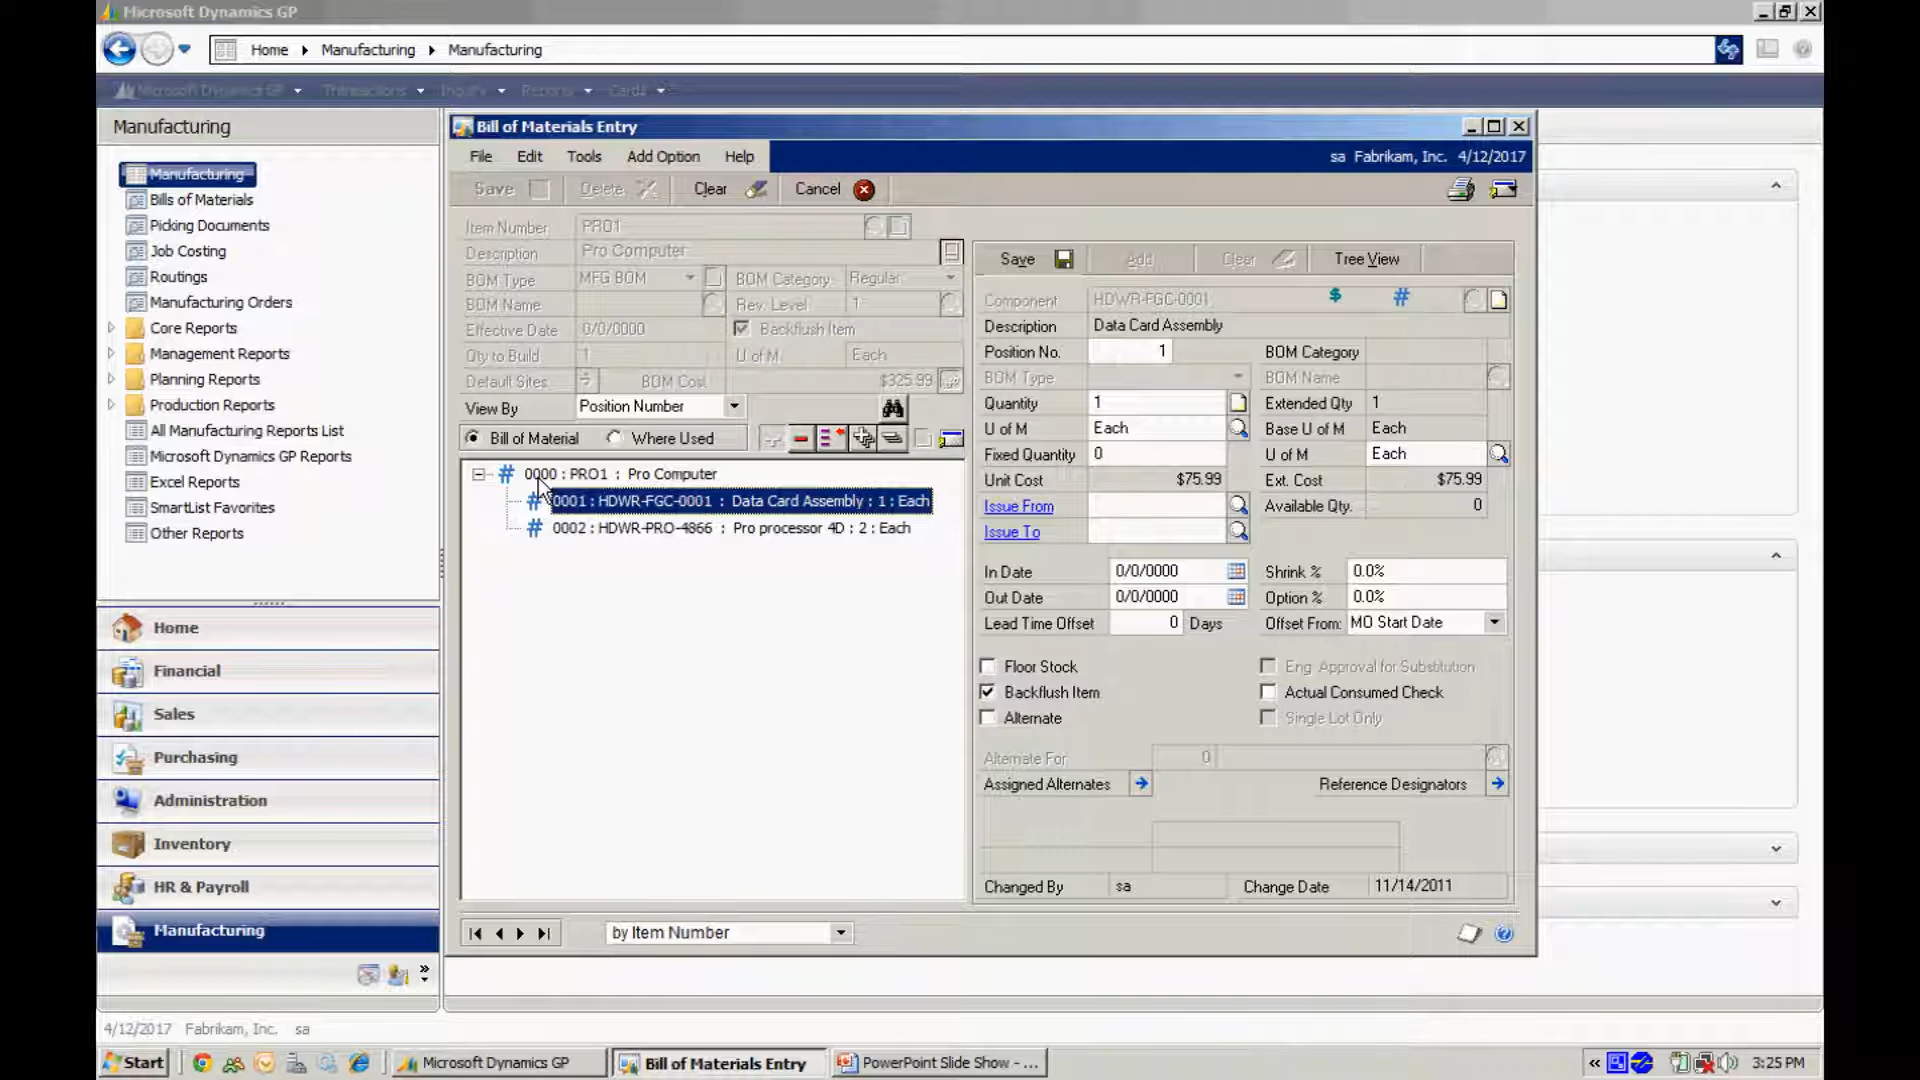 Microsoft Dynamics GP
Home
Manufacturing
Manufacturing
Microsoft Dynamics GP
Transactions
Inquiry
Reports
Cards
Manufacturing
Manufacturing
Bills of Materials
Picking Documents
Job Costing
Routings
Manufacturing Orders
Core Reports
Management Reports
Planning Reports
Production Reports
All Manufacturing Reports List
Microsoft Dynamics GP Reports
Excel Reports
SmartList Favorites
Other Reports
Home
Financial
Sales
Purchasing
Administration
Inventory
HR & Payroll
Manufacturing
Bill of Materials Entry
File Edit Tools Add Option Help
sa Fabrikam, Inc. 4/12/2017
Save Delete Clear Cancel
Item Number PRO1
Description Pro Computer
BOM Type MFG BOM BOM Category Regular
BOM Name Rev. Level 1
Effective Date 0/0/0000 Backflush Item
Qty to Build 1 U of M Each
Default Sites BOM Cost $325.99
View By Position Number
Bill of Material Where Used
0000 : PRO1 : Pro Computer
0001 : HDWR-FGC-0001 : Data Card Assembly : 1 : Each
0002 : HDWR-PRO-4866 : Pro processor 4D : 2 : Each
by Item Number
Save Add Clear Tree View
Component HDWR-FGC-0001 $ #
Description Data Card Assembly
Position No. 1 BOM Category
BOM Type BOM Name
Quantity 1 Extended Qty 1
U of M Each Base U of M Each
Fixed Quantity 0 U of M Each
Unit Cost $75.99 Ext. Cost $75.99
Issue From Available Qty. 0
Issue To
In Date 0/0/0000 Shrink % 0.0%
Out Date 0/0/0000 Option % 0.0%
Lead Time Offset 0 Days Offset From: MO Start Date
Floor Stock Eng. Approval for Substitution
Backflush Item Actual Consumed Check
Alternate Single Lot Only
Alternate For 0
Assigned Alternates Reference Designators
Changed By sa Change Date 11/14/2011
4/12/2017 Fabrikam, Inc. sa
Start
Microsoft Dynamics GP
Bill of Materials Entry
PowerPoint Slide Show - ...
3:25 PM